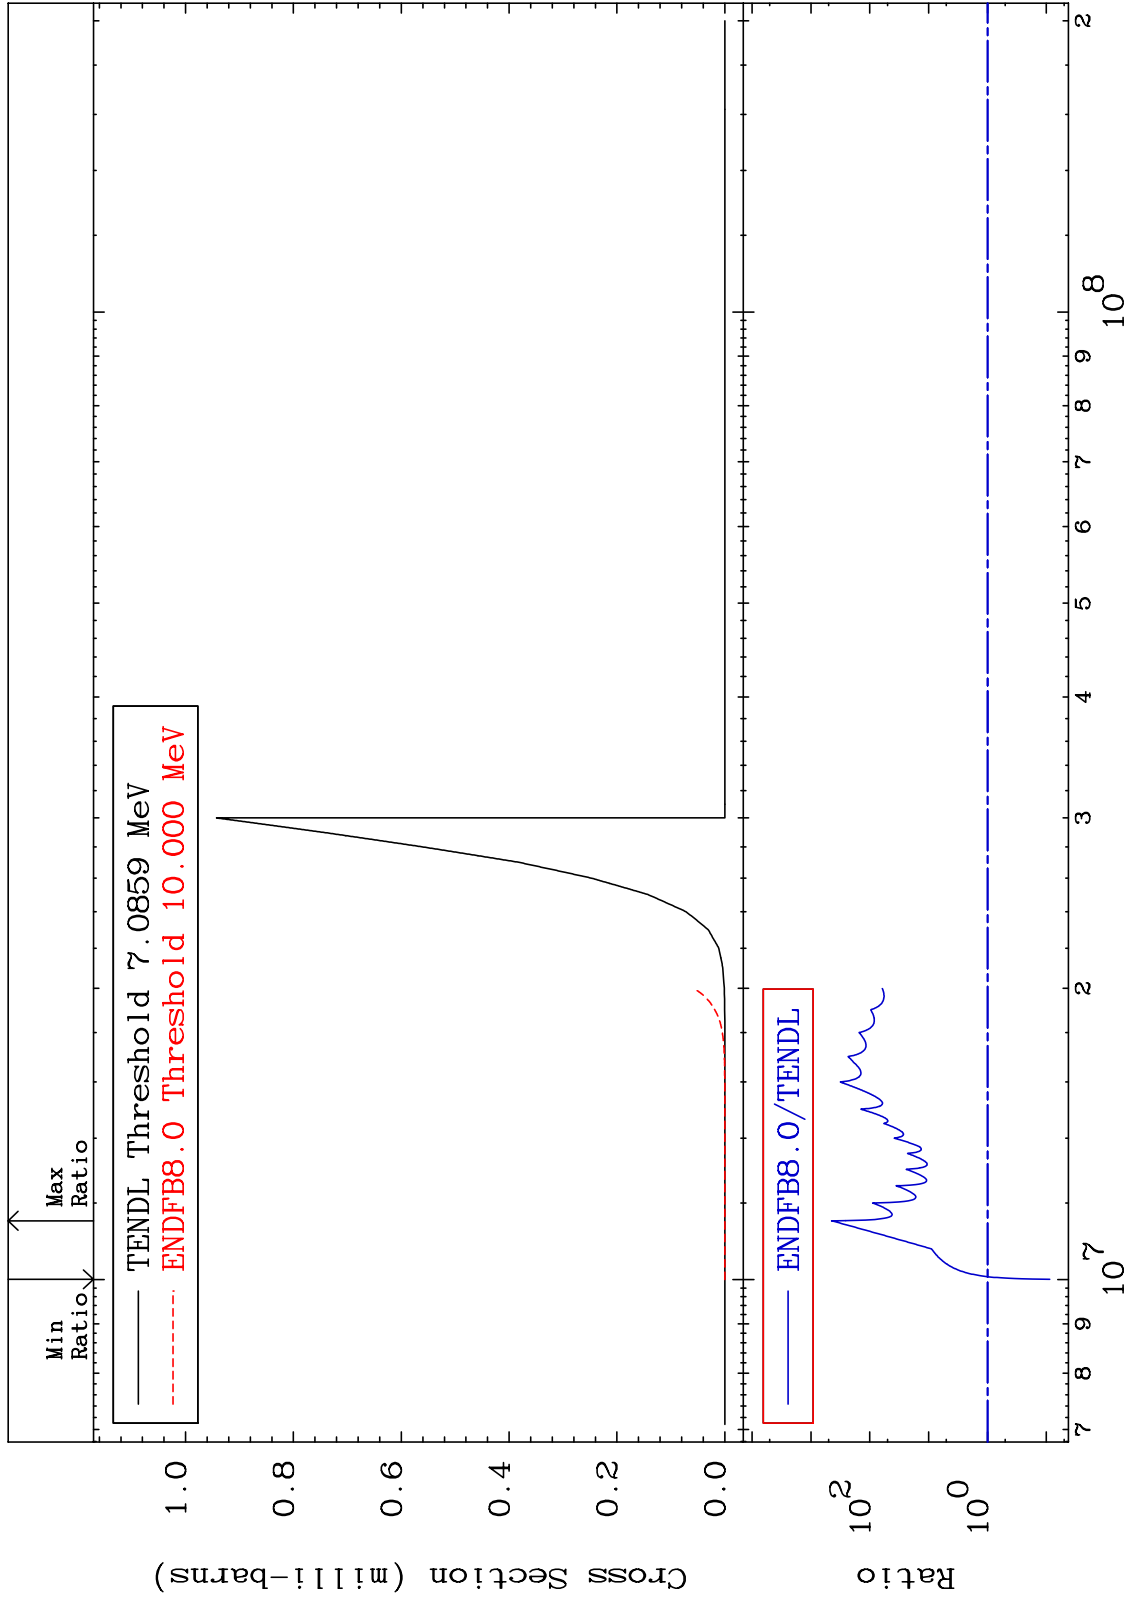 Min
Ratio
Max
Ratio
TENDL Threshold 7.0859 MeV
ENDFB8.0 Threshold 10.000 MeV
1.0
0.8
0.6
0.4
0.2
0.0
Cross Section (milli-barns)
ENDFB8.0/TENDL
10^2
10^0
Ratio
7 8 9 10^7 2 3 4 5 6 7 8 9 10^8 2